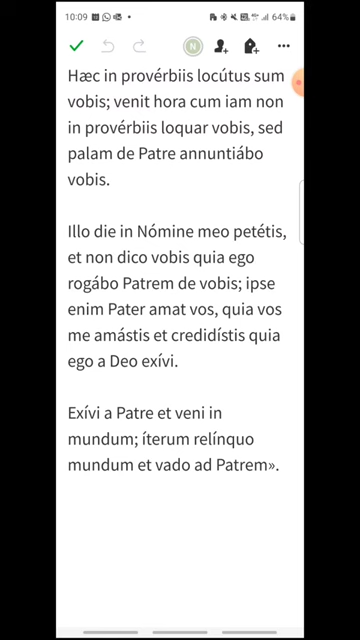 10:09
64%
N
Hæc in provérbiis locútus sum
vobis; venit hora cum iam non
in provérbiis loquar vobis, sed
palam de Patre annuntiábo
vobis.
Illo die in Nómine meo petétis,
et non dico vobis quia ego
rogábo Patrem de vobis; ipse
enim Pater amat vos, quia vos
me amástis et credidístis quia
ego a Deo exívi.
Exívi a Patre et veni in
mundum; íterum relínquo
mundum et vado ad Patrem».